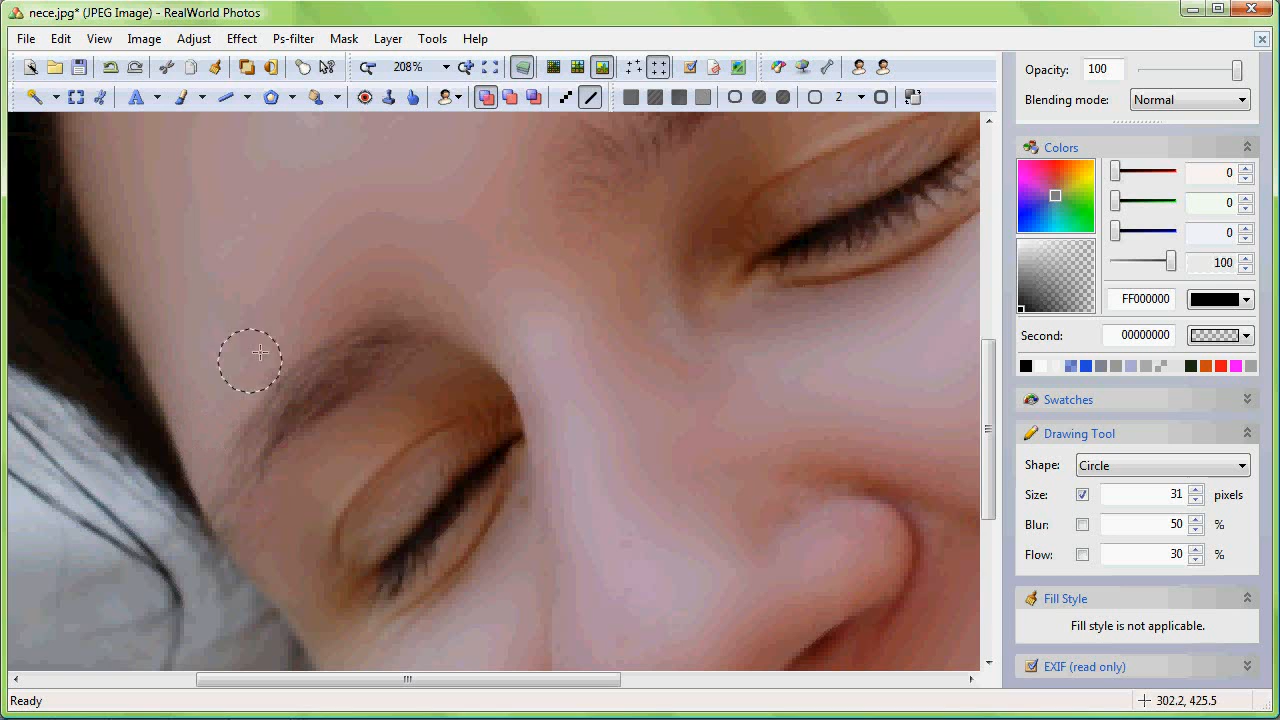 nece.jpg* (JPEG Image) - RealWorld Photos
File Edit View Image Adjust Effect Ps-filter Mask Layer Tools Help
208%
A 2
Opacity: 100
Blending mode: Normal
Colors
0
0
0
100
FF000000
Second: 00000000
Swatches
Drawing Tool
Shape: Circle
Size: 31 pixels
Blur: 50 %
Flow: 30 %
Fill Style
Fill style is not applicable.
EXIF (read only)
Ready 302.2, 425.5